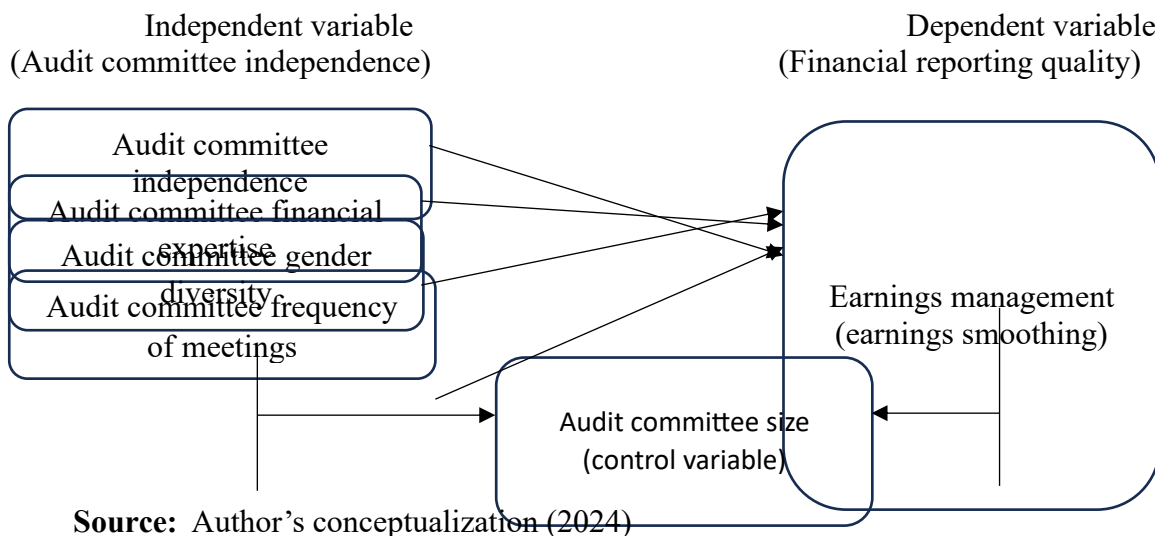 Independent variable
(Audit committee independence)
Dependent variable
(Financial reporting quality)
Audit committee
independence
Audit committee financial
expertise
Audit committee gender
diversity
Audit committee frequency
of meetings
Earnings management
(earnings smoothing)
Audit committee size
(control variable)
Source: Author’s conceptualization (2024)